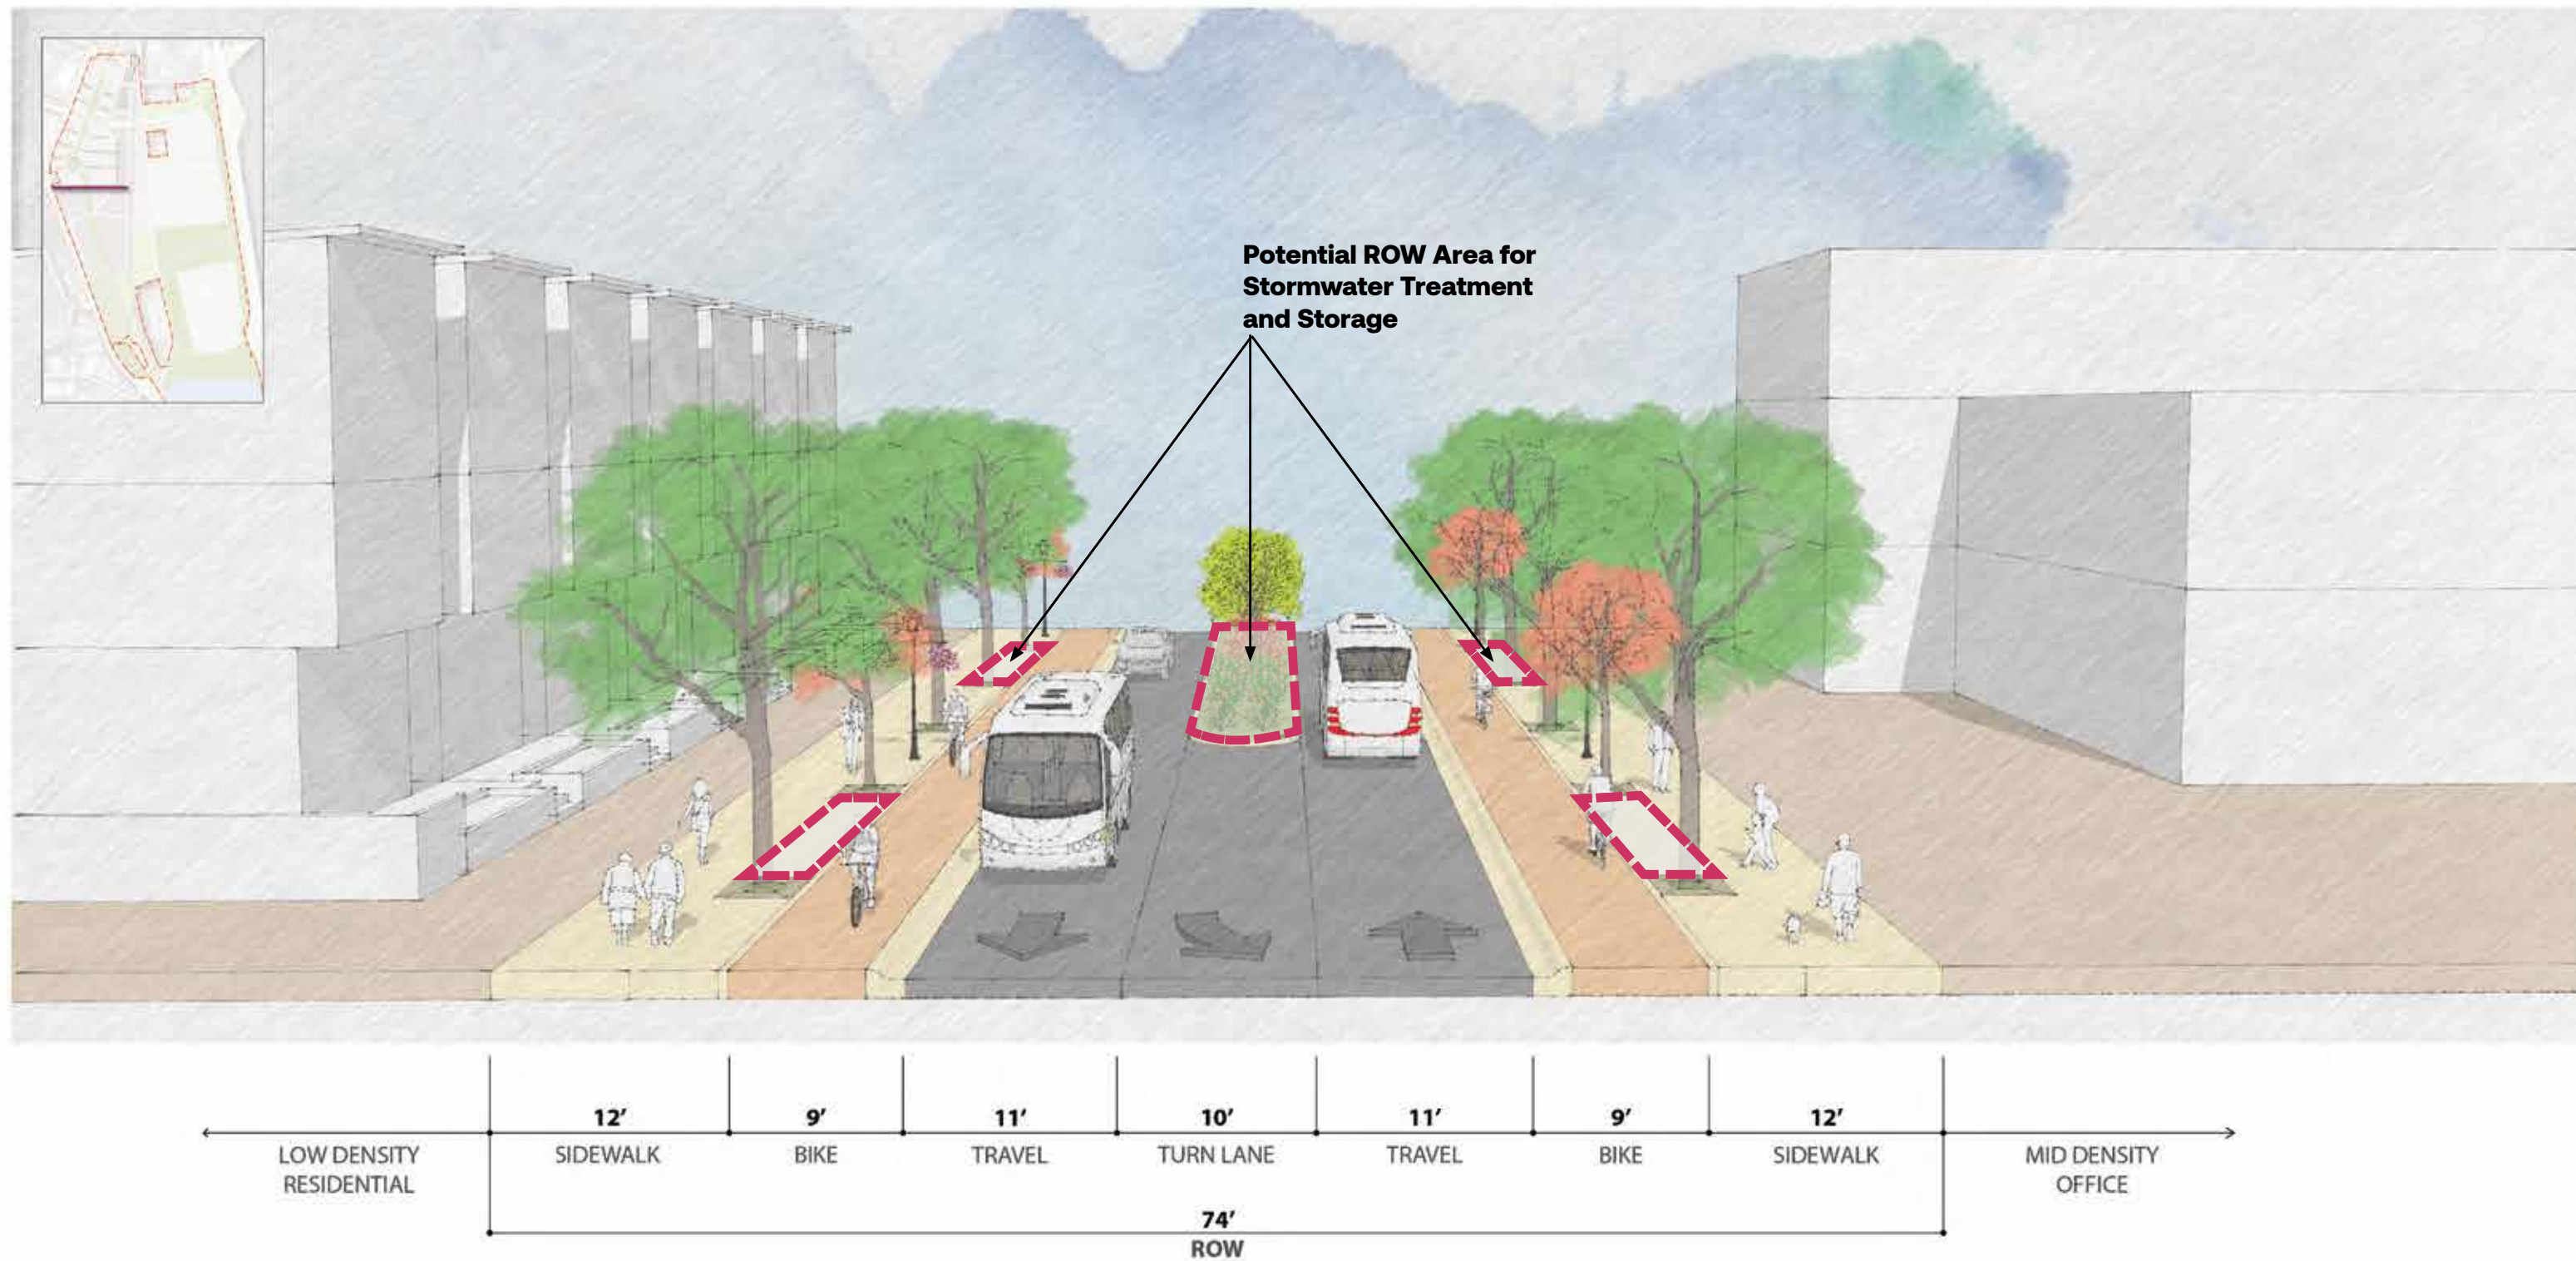 Potential ROW Area for
Stormwater Treatment
and Storage
12’
9’
11’
10’
11’
9’
12’
LOW DENSITY
RESIDENTIAL
SIDEWALK
BIKE
TRAVEL
TURN LANE
TRAVEL
BIKE
SIDEWALK
MID DENSITY
OFFICE
74’
ROW